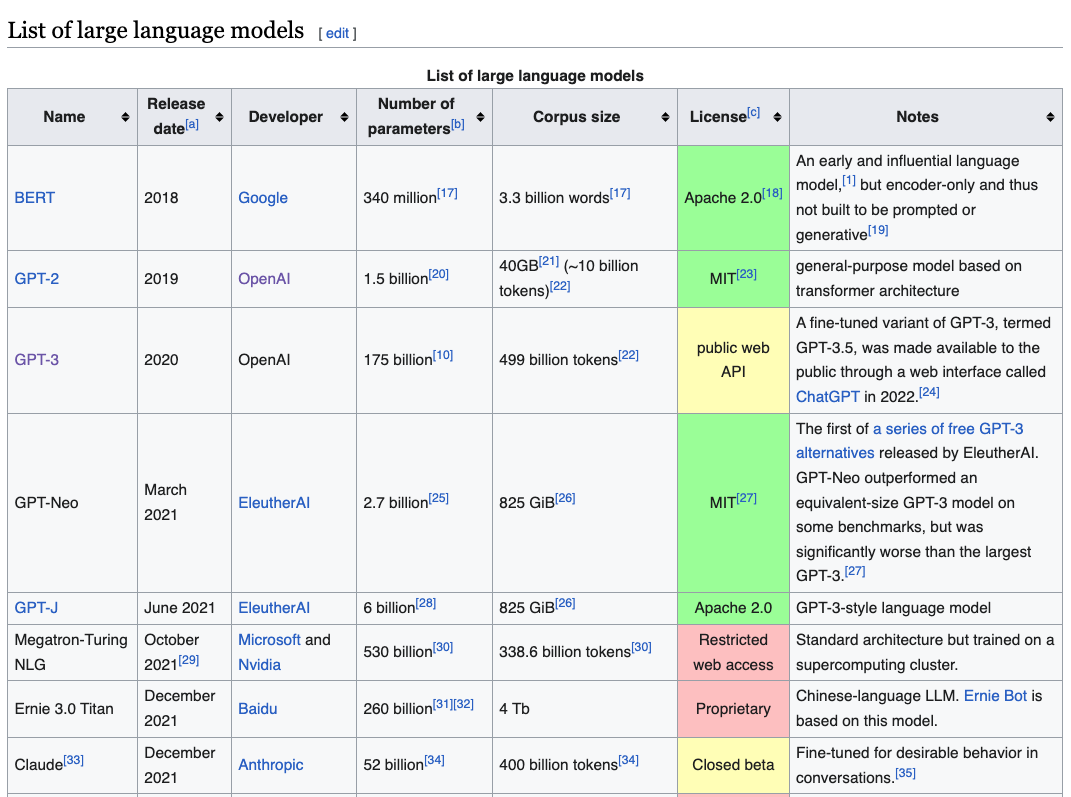 List of large language models [ edit ]
List of large language models
Name
Release
date[a]
Developer
Number of
parameters[b]
Corpus size
License[c]
Notes
BERT
2018
Google
340 million[17]
3.3 billion words[17]
Apache 2.0[18]
An early and influential language
model,[1] but encoder-only and thus
not built to be prompted or
generative[19]
GPT-2
2019
OpenAI
1.5 billion[20]
40GB[21] (~10 billion
tokens)[22]
MIT[23]
general-purpose model based on
transformer architecture
GPT-3
2020
OpenAI
175 billion[10]
499 billion tokens[22]
public web
API
A fine-tuned variant of GPT-3, termed
GPT-3.5, was made available to the
public through a web interface called
ChatGPT in 2022.[24]
GPT-Neo
March
2021
EleutherAI
2.7 billion[25]
825 GiB[26]
MIT[27]
The first of a series of free GPT-3
alternatives released by EleutherAI.
GPT-Neo outperformed an
equivalent-size GPT-3 model on
some benchmarks, but was
significantly worse than the largest
GPT-3.[27]
GPT-J
June 2021
EleutherAI
6 billion[28]
825 GiB[26]
Apache 2.0
GPT-3-style language model
Megatron-Turing
NLG
October
2021[29]
Microsoft and
Nvidia
530 billion[30]
338.6 billion tokens[30]
Restricted
web access
Standard architecture but trained on a
supercomputing cluster.
Ernie 3.0 Titan
December
2021
Baidu
260 billion[31][32]
4 Tb
Proprietary
Chinese-language LLM. Ernie Bot is
based on this model.
Claude[33]
December
2021
Anthropic
52 billion[34]
400 billion tokens[34]
Closed beta
Fine-tuned for desirable behavior in
conversations.[35]